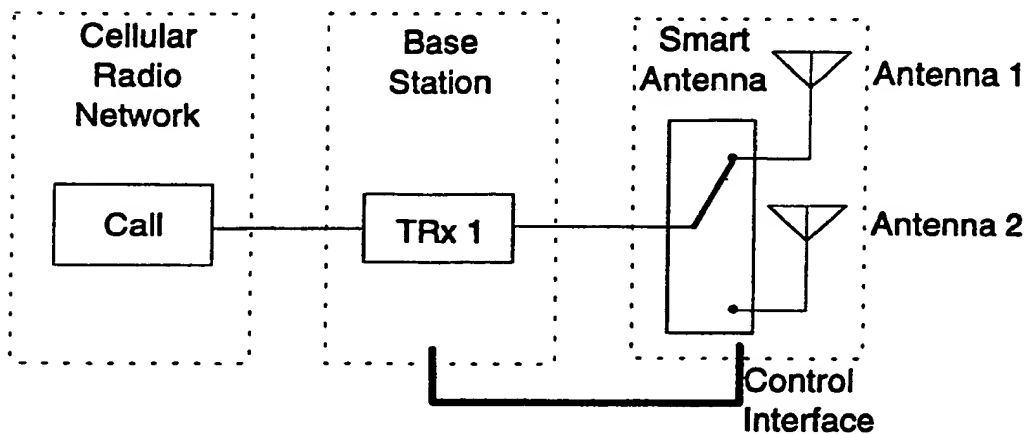 Cellular
Radio
Network
Base
Station
Smart
Antenna
Antenna 1
Call
TRx 1
Antenna 2
Control
Interface